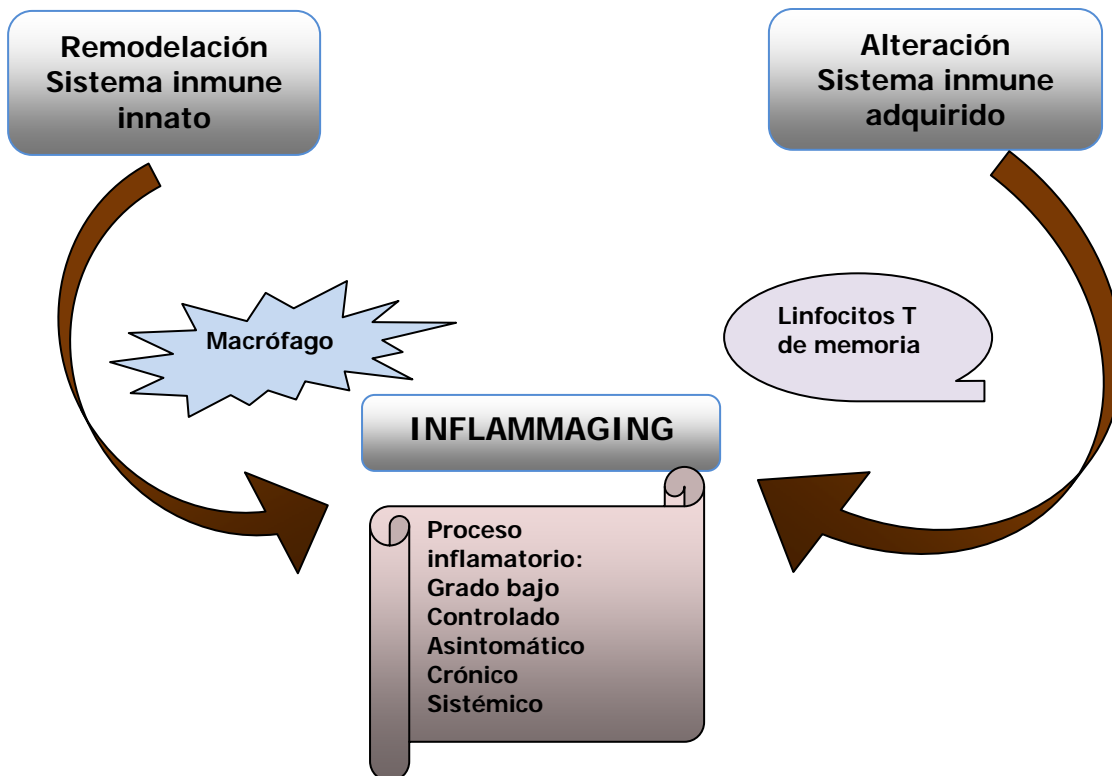 Remodelación
Sistema inmune
innato
Alteración
Sistema inmune
adquirido
Macrófago
Linfocitos T
de memoria
INFLAMMAGING
Proceso
inflamatorio:
Grado bajo
Controlado
Asintomático
Crónico
Sistémico